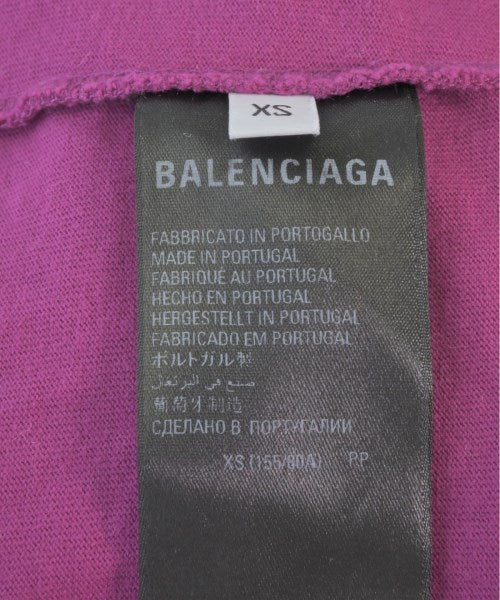 XS
BALENCIAGA
FABBRICATO IN PORTOGALLO
MADE IN PORTUGAL
FABRIQUÉ AU PORTUGAL
HECHO EN PORTUGAL
HERGESTELLT IN PORTUGAL
FABRICADO EM PORTUGAL
ポルトガル製
صنع في البرتغال
葡萄牙制造
СДЕЛАНО В ПОРТУГАЛИИ
XS (155/80A) P.P